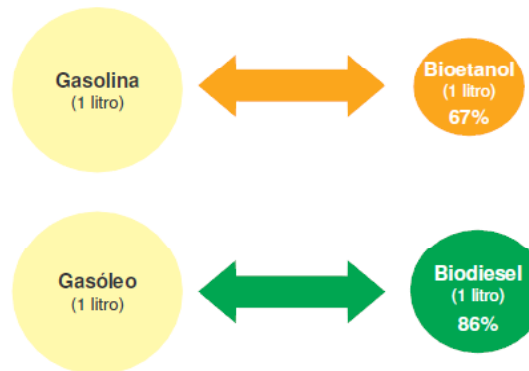 Gasolina
(1 litro)
Bioetanol
(1 litro)
67%
Gasóleo
(1 litro)
Biodiesel
(1 litro)
86%